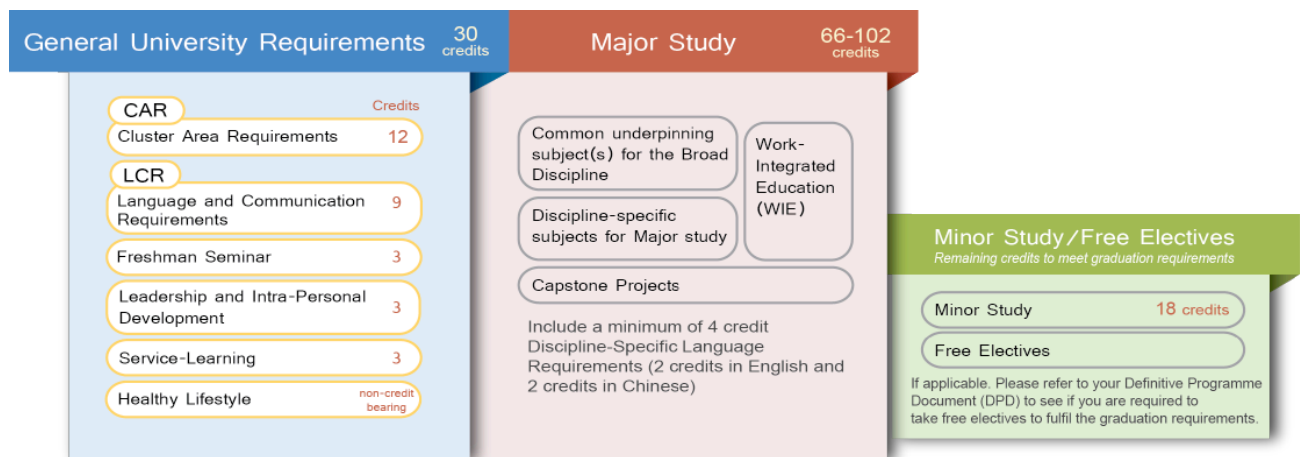 General University Requirements 30 credits
CAR
Credits
Cluster Area Requirements 12
LCR
Language and Communication
Requirements
9
Freshman Seminar 3
Leadership and Intra-Personal
Development
3
Service-Learning 3
Healthy Lifestyle
non-credit
bearing
Major Study 66-102 credits
Common underpinning
subject(s) for the Broad
Discipline
Discipline-specific
subjects for Major study
Work-
Integrated
Education
(WIE)
Capstone Projects
Include a minimum of 4 credit
Discipline-Specific Language
Requirements (2 credits in English and
2 credits in Chinese)
Minor Study/Free Electives
Remaining credits to meet graduation requirements
Minor Study 18 credits
Free Electives
If applicable. Please refer to your Definitive Programme
Document (DPD) to see if you are required to
take free electives to fulfil the graduation requirements.